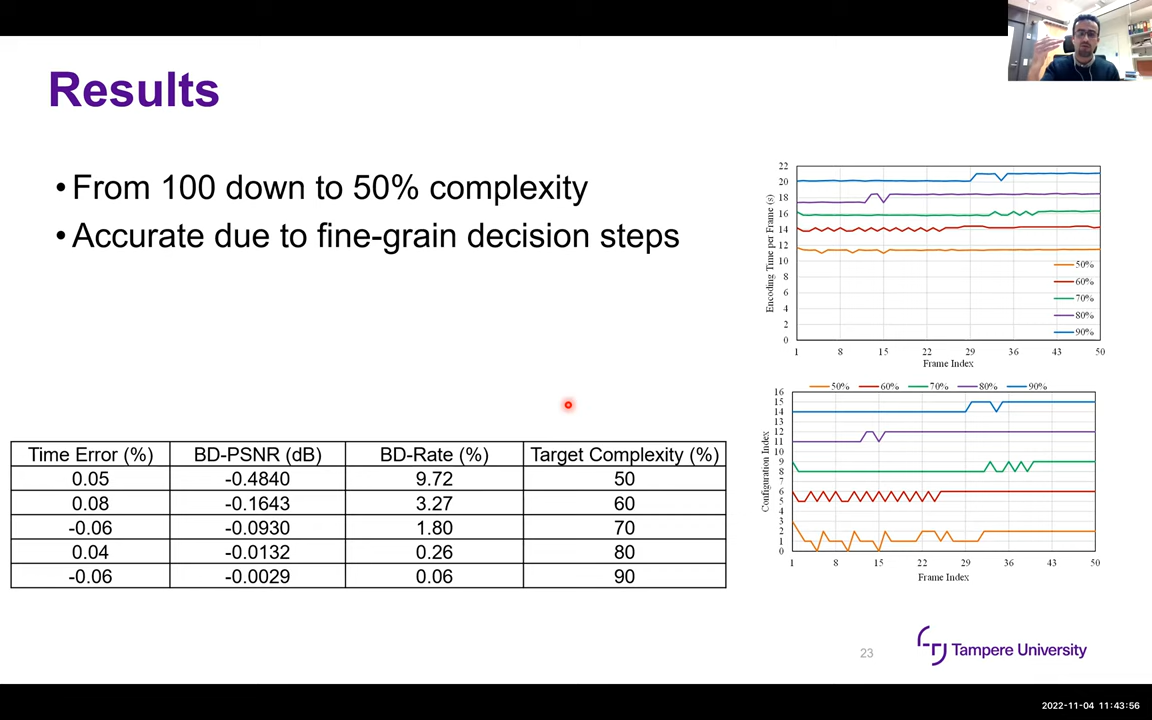 Results
•From 100 down to 50% complexity
•Accurate due to fine-grain decision steps
Time Error (%) BD-PSNR (dB) BD-Rate (%) Target Complexity (%)
0.05 -0.4840 9.72 50
0.08 -0.1643 3.27 60
-0.06 -0.0930 1.80 70
0.04 -0.0132 0.26 80
-0.06 -0.0029 0.06 90
Encoding Time per Frame (s)
22
20
18
16
14
12
10
8
6
4
2
0
50%
60%
70%
80%
90%
1 8 15 22 29 36 43 50
Frame Index
50% 60% 70% 80% 90%
Configuration Index
16
15
14
13
12
11
10
9
8
7
6
5
4
3
2
1
0
1 8 15 22 29 36 43 50
Frame Index
23
Tampere University
2022-11-04 11:43:56